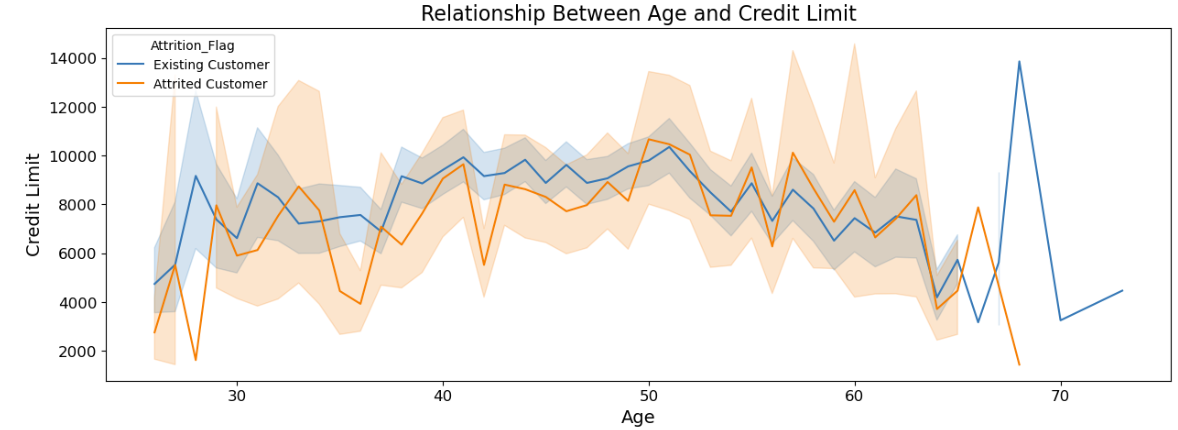 Relationship Between Age and Credit Limit
Attrition_Flag
Existing Customer
Attrited Customer
14000
12000
10000
8000
6000
4000
2000
Credit Limit
30 40 50 60 70
Age